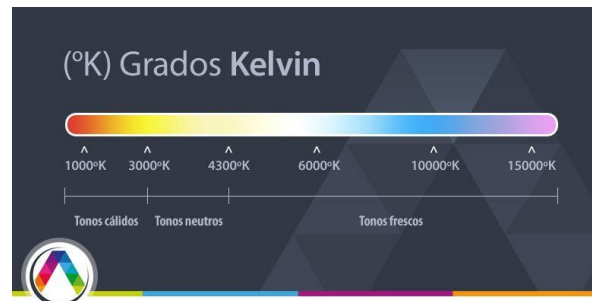 (ºK) Grados Kelvin
1000ºK 3000ºK 4300ºK 6000ºK 10000ºK 15000ºK
Tonos cálidos Tonos neutros Tonos frescos